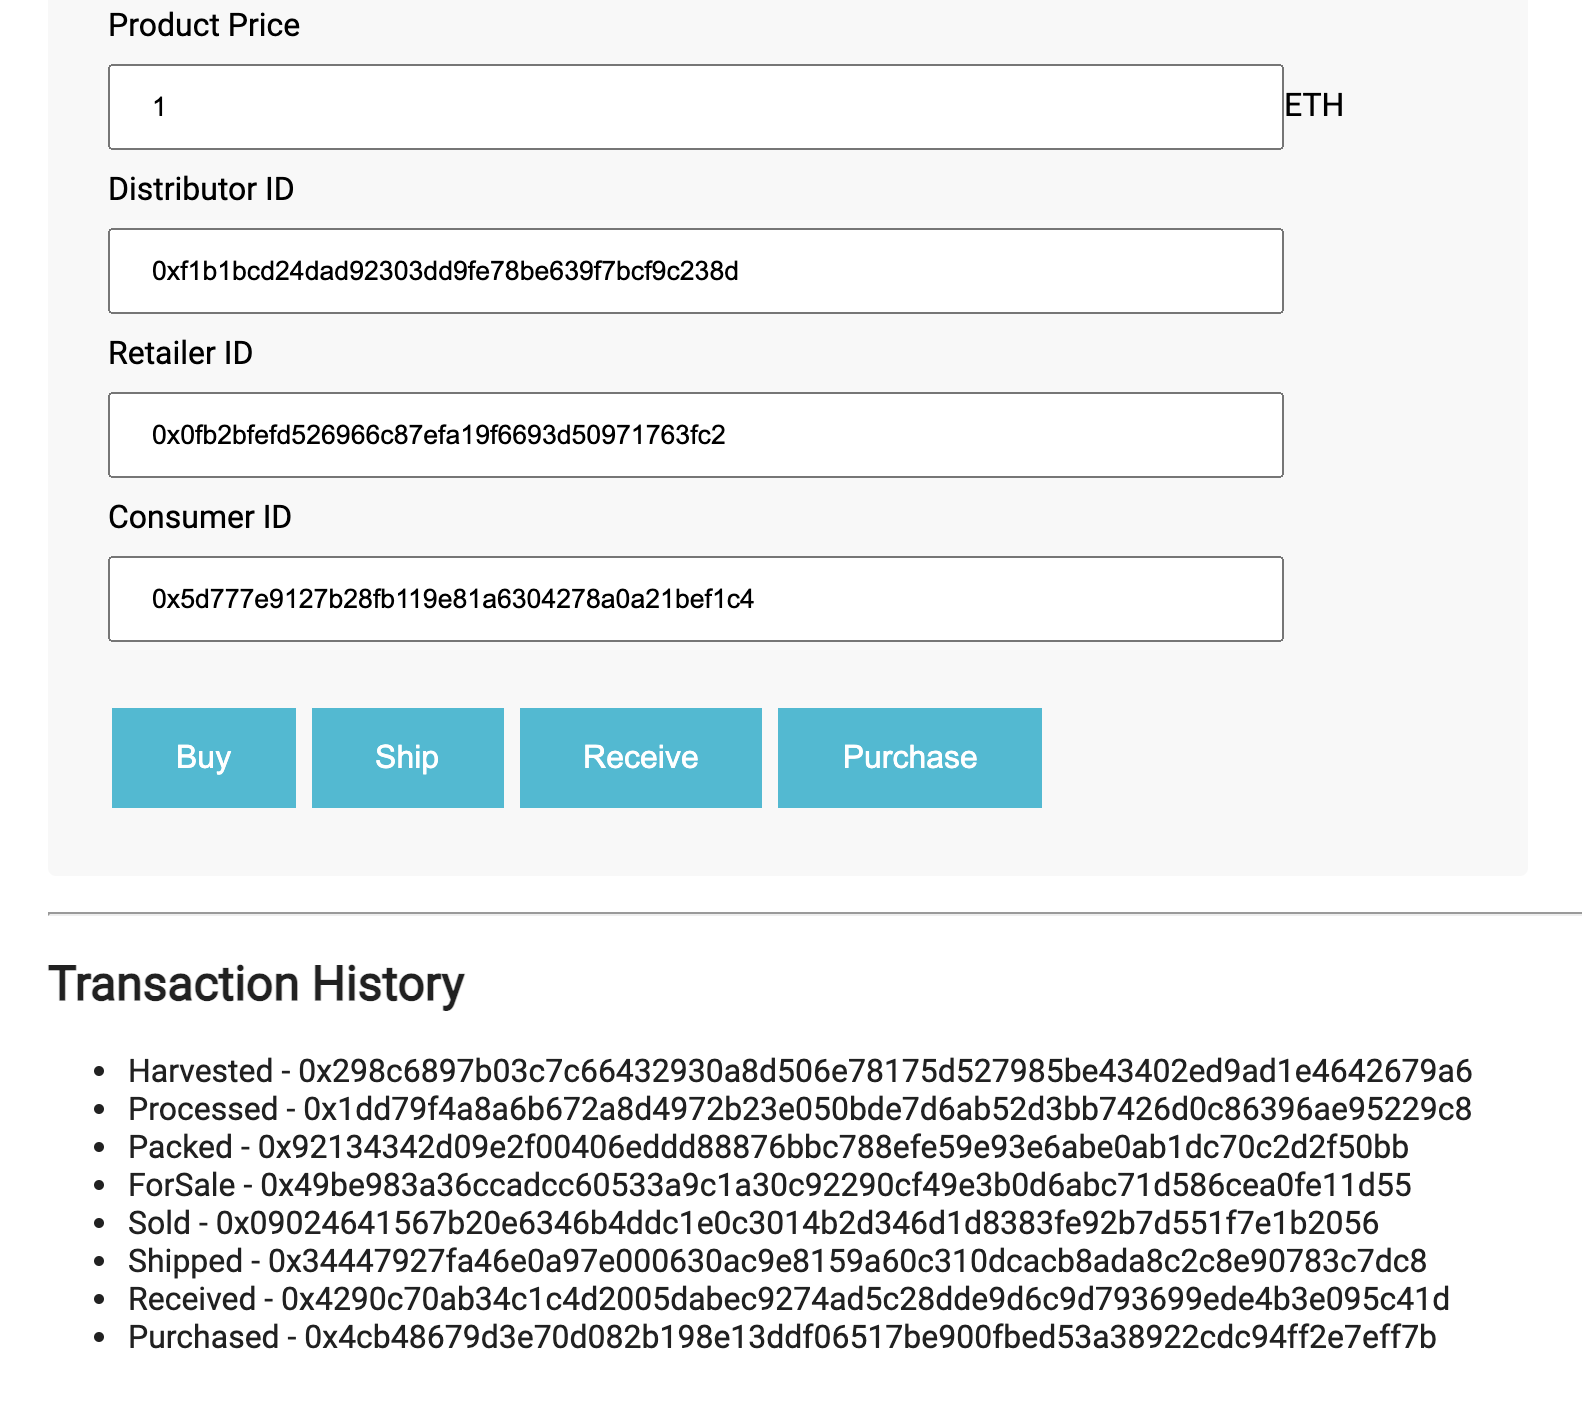 Product Price
1
ETH
Distributor ID
0xf1b1bcd24dad92303dd9fe78be639f7bcf9c238d
Retailer ID
0x0fb2bfefd526966c87efa19f6693d50971763fc2
Consumer ID
0x5d777e9127b28fb119e81a6304278a0a21bef1c4
Buy Ship Receive Purchase
Transaction History
Harvested - 0x298c6897b03c7c66432930a8d506e78175d527985be43402ed9ad1e4642679a6
Processed - 0x1dd79f4a8a6b672a8d4972b23e050bde7d6ab52d3bb7426d0c86396ae95229c8
Packed - 0x92134342d09e2f00406eddd88876bbc788efe59e93e6abe0ab1dc70c2d2f50bb
ForSale - 0x49be983a36ccadcc60533a9c1a30c92290cf49e3b0d6abc71d586cea0fe11d55
Sold - 0x09024641567b20e6346b4ddc1e0c3014b2d346d1d8383fe92b7d551f7e1b2056
Shipped - 0x34447927fa46e0a97e000630ac9e8159a60c310dcacb8ada8c2c8e90783c7dc8
Received - 0x4290c70ab34c1c4d2005dabec9274ad5c28dde9d6c9d793699ede4b3e095c41d
Purchased - 0x4cb48679d3e70d082b198e13ddf06517be900fbed53a38922cdc94ff2e7eff7b